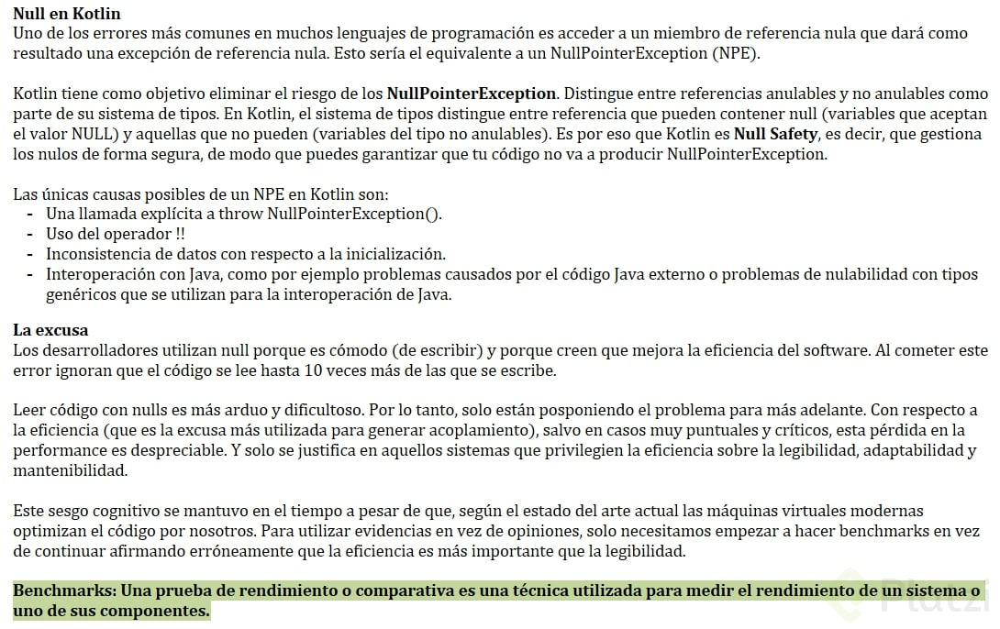 Null en Kotlin
Uno de los errores más comunes en muchos lenguajes de programación es acceder a un miembro de referencia nula que dará como
resultado una excepción de referencia nula. Esto sería el equivalente a un NullPointerException (NPE).
Kotlin tiene como objetivo eliminar el riesgo de los NullPointerException. Distingue entre referencias anulables y no anulables como
parte de su sistema de tipos. En Kotlin, el sistema de tipos distingue entre referencia que pueden contener null (variables que aceptan
el valor NULL) y aquellas que no pueden (variables del tipo no anulables). Es por eso que Kotlin es Null Safety, es decir, que gestiona
los nulos de forma segura, de modo que puedes garantizar que tu código no va a producir NullPointerException.
Las únicas causas posibles de un NPE en Kotlin son:
- Una llamada explícita a throw NullPointerException().
- Uso del operador !!
- Inconsistencia de datos con respecto a la inicialización.
- Interoperación con Java, como por ejemplo problemas causados por el código Java externo o problemas de nulabilidad con tipos
genéricos que se utilizan para la interoperación de Java.
La excusa
Los desarrolladores utilizan null porque es cómodo (de escribir) y porque creen que mejora la eficiencia del software. Al cometer este
error ignoran que el código se lee hasta 10 veces más de las que se escribe.
Leer código con nulls es más arduo y dificultoso. Por lo tanto, solo están posponiendo el problema para más adelante. Con respecto a
la eficiencia (que es la excusa más utilizada para generar acoplamiento), salvo en casos muy puntuales y críticos, esta pérdida en la
performance es despreciable. Y solo se justifica en aquellos sistemas que privilegien la eficiencia sobre la legibilidad, adaptabilidad y
mantenibilidad.
Este sesgo cognitivo se mantuvo en el tiempo a pesar de que, según el estado del arte actual las máquinas virtuales modernas
optimizan el código por nosotros. Para utilizar evidencias en vez de opiniones, solo necesitamos empezar a hacer benchmarks en vez
de continuar afirmando erróneamente que la eficiencia es más importante que la legibilidad.
Benchmarks: Una prueba de rendimiento o comparativa es una técnica utilizada para medir el rendimiento de un sistema o
uno de sus componentes.
Platzi